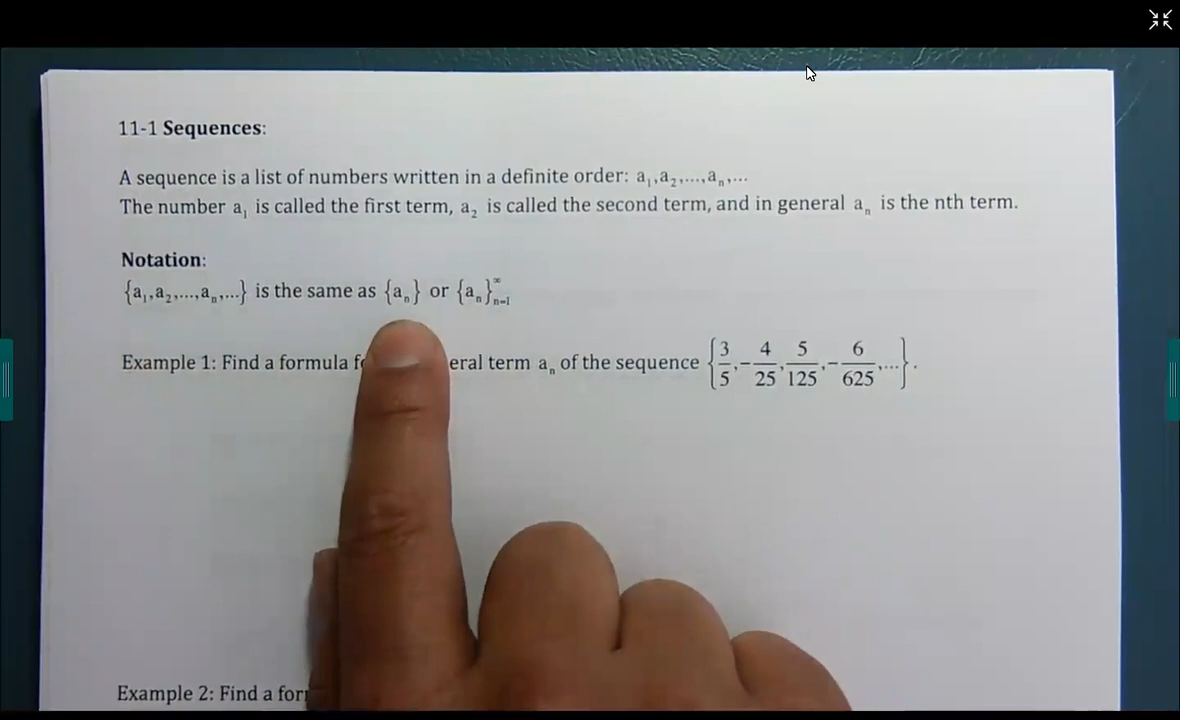 11-1 Sequences:
A sequence is a list of numbers written in a definite order: a₁,a₂,...,aₙ,...
The number a₁ is called the first term, a₂ is called the second term, and in general aₙ is the nth term.
Notation:
{a₁,a₂,...,aₙ,...} is the same as {aₙ} or {aₙ}ₙ₌₁^∞
Example 1: Find a formula eral term aₙ of the sequence {3/5, -4/25, 5/125, -6/625, ...}.
Example 2: Find a for